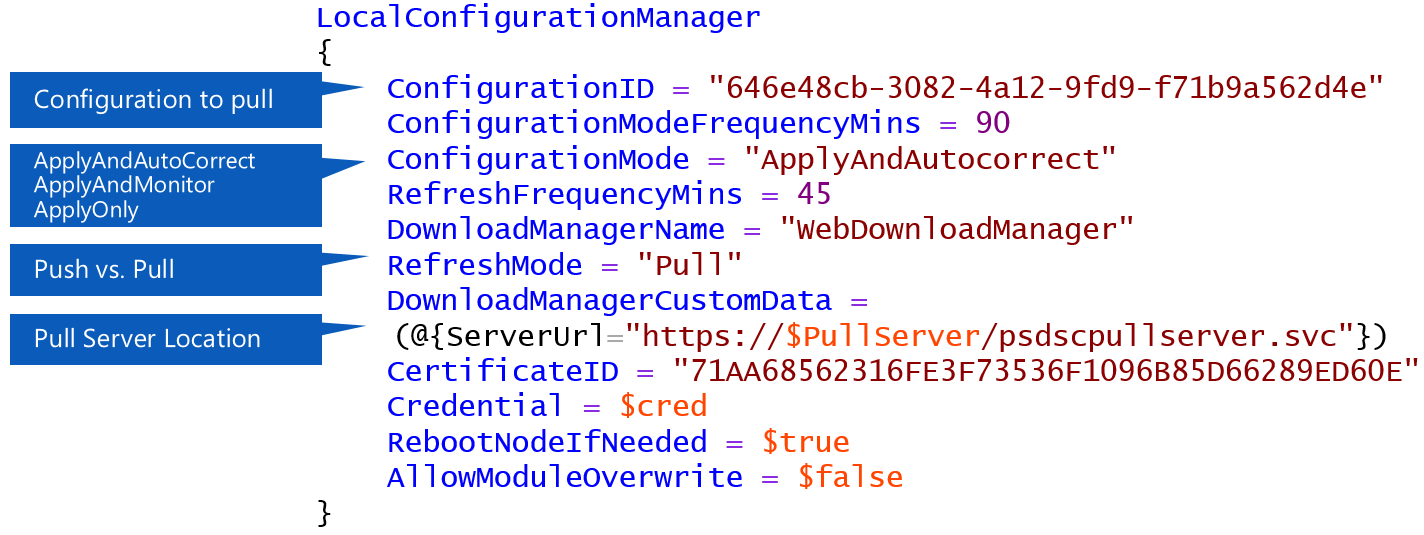 LocalConfigurationManager
{
Configuration to pull
ConfigurationID = "646e48cb-3082-4a12-9fd9-f71b9a562d4e"
ConfigurationModeFrequencyMins = 90
ApplyAndAutoCorrect
ApplyAndMonitor
ApplyOnly
ConfigurationMode = "ApplyAndAutocorrect"
RefreshFrequencyMins = 45
DownloadManagerName = "WebDownloadManager"
Push vs. Pull
RefreshMode = "Pull"
DownloadManagerCustomData =
Pull Server Location
(@{ServerUrl="https://$PullServer/psdscpullserver.svc"})
CertificateID = "71AA68562316FE3F73536F1096B85D66289ED60E"
Credential = $cred
RebootNodeIfNeeded = $true
AllowModuleOverwrite = $false
}